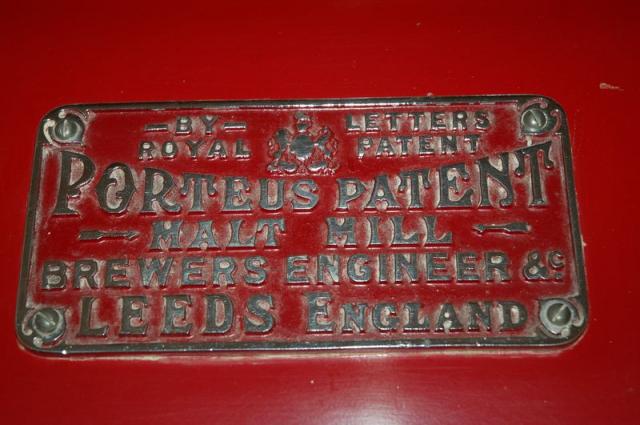 —BY— LETTERS
ROYAL PATENT
PORTEUS PATENT
MALT MILL
BREWERS ENGINEER &C
LEEDS ENGLAND